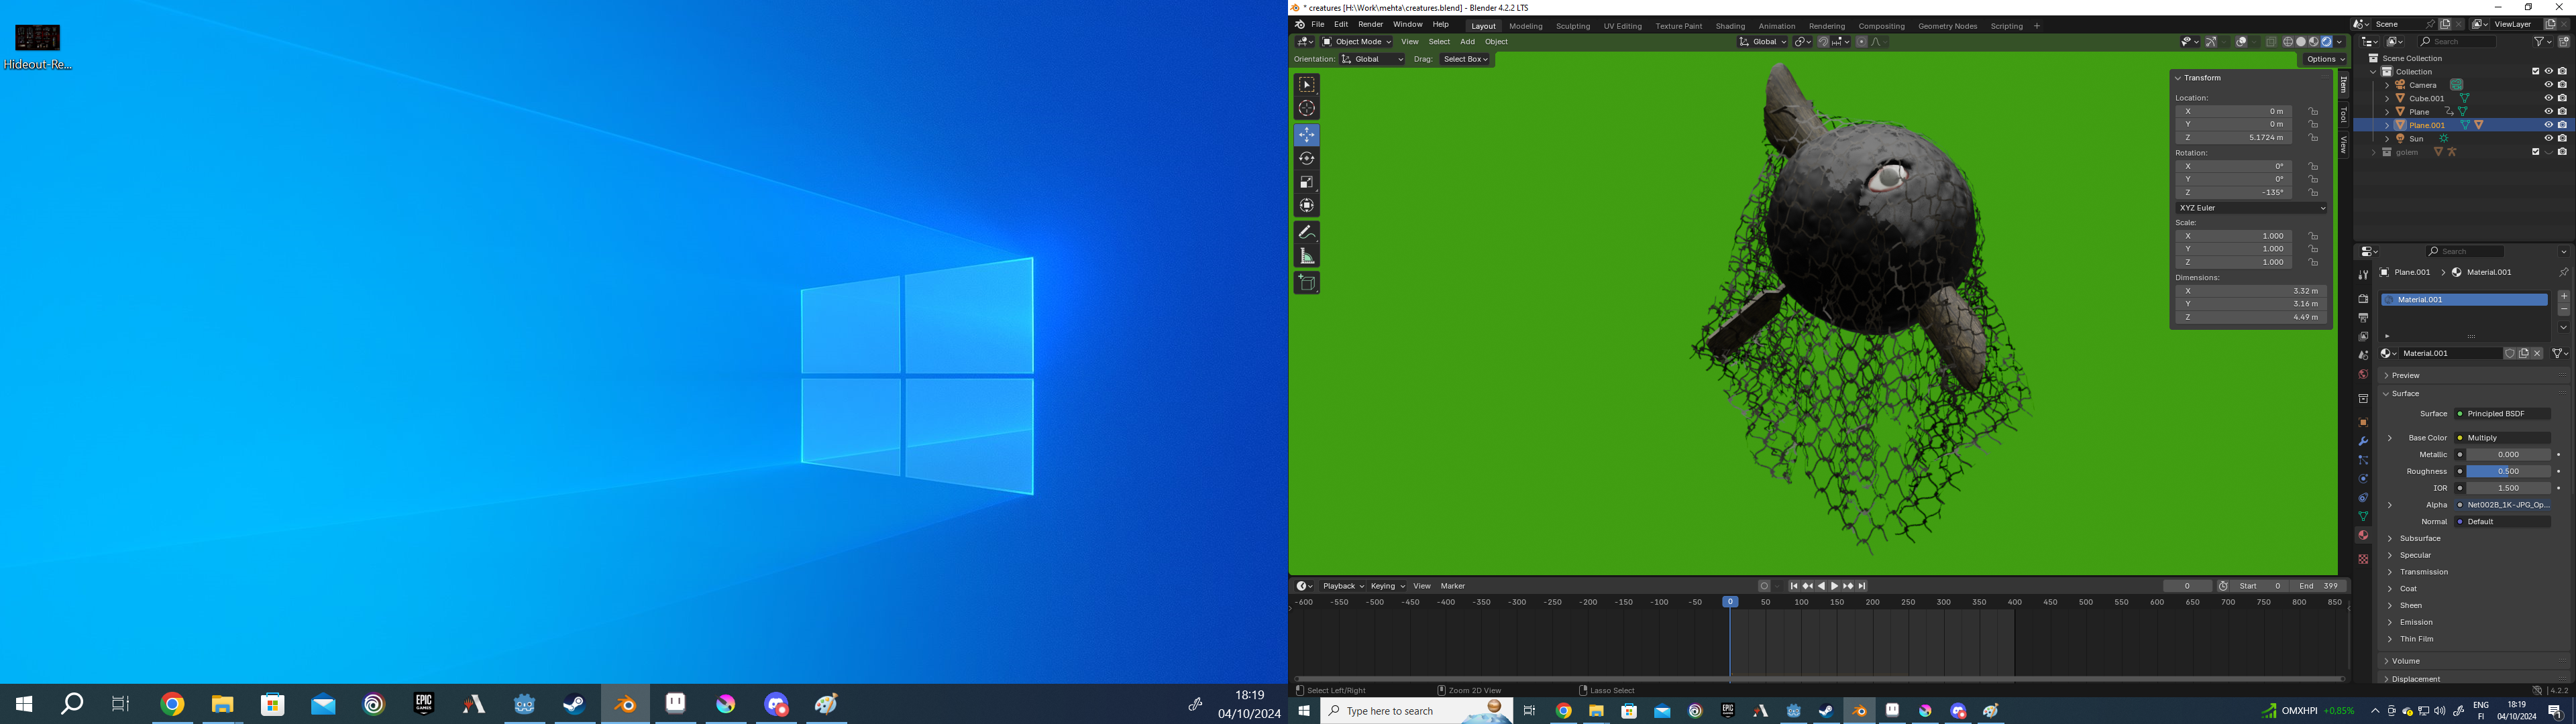 Hideout-Re...
18:19
04/10/2024
* creatures [H:\Work\mehta\creatures.blend] - Blender 4.2.2 LTS
File Edit Render Window Help Layout Modeling Sculpting UV Editing Texture Paint Shading Animation Rendering Compositing Geometry Nodes Scripting + Scene ViewLayer
Object Mode View Select Add Object Global Search
Orientation: Global Drag: Select Box Options
Scene Collection
Collection
Camera
Cube.001
Plane
Plane.001
Sun
golem
Item
Tool
View
Transform
Location:
X 0 m
Y 0 m
Z 5.1724 m
Rotation:
X 0°
Y 0°
Z -135°
XYZ Euler
Scale:
X 1.000
Y 1.000
Z 1.000
Dimensions:
X 3.32 m
Y 3.16 m
Z 4.49 m
Search
Plane.001 > Material.001
Material.001
Material.001
Preview
Surface
Surface Principled BSDF
Base Color Multiply
Metallic 0.000
Roughness 0.500
IOR 1.500
Alpha Net002B_1K-JPG_Op...
Normal Default
Subsurface
Specular
Transmission
Coat
Sheen
Emission
Thin Film
Volume
Displacement
Playback Keying View Marker 0 Start 0 End 399
-600 -550 -500 -450 -400 -350 -300 -250 -200 -150 -100 -50 0 50 100 150 200 250 300 350 400 450 500 550 600 650 700 750 800 850
Select Left/Right Zoom 2D View Lasso Select 4.2.2
Type here to search
EPIC GAMES
OMXHPI +0,85%
ENG
FI
18:19
04/10/2024